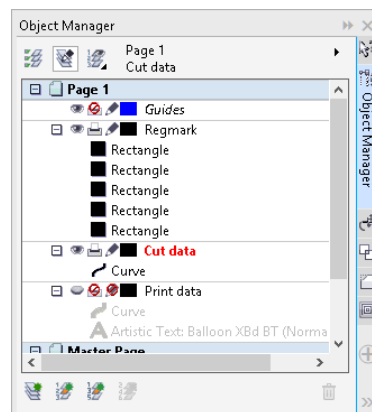 Object Manager
Page 1
Cut data
Page 1
Guides
Regmark
Rectangle
Rectangle
Rectangle
Rectangle
Rectangle
Cut data
Curve
Print data
Curve
Artistic Text: Balloon XBd BT (Norma
Master Page
Object Manager